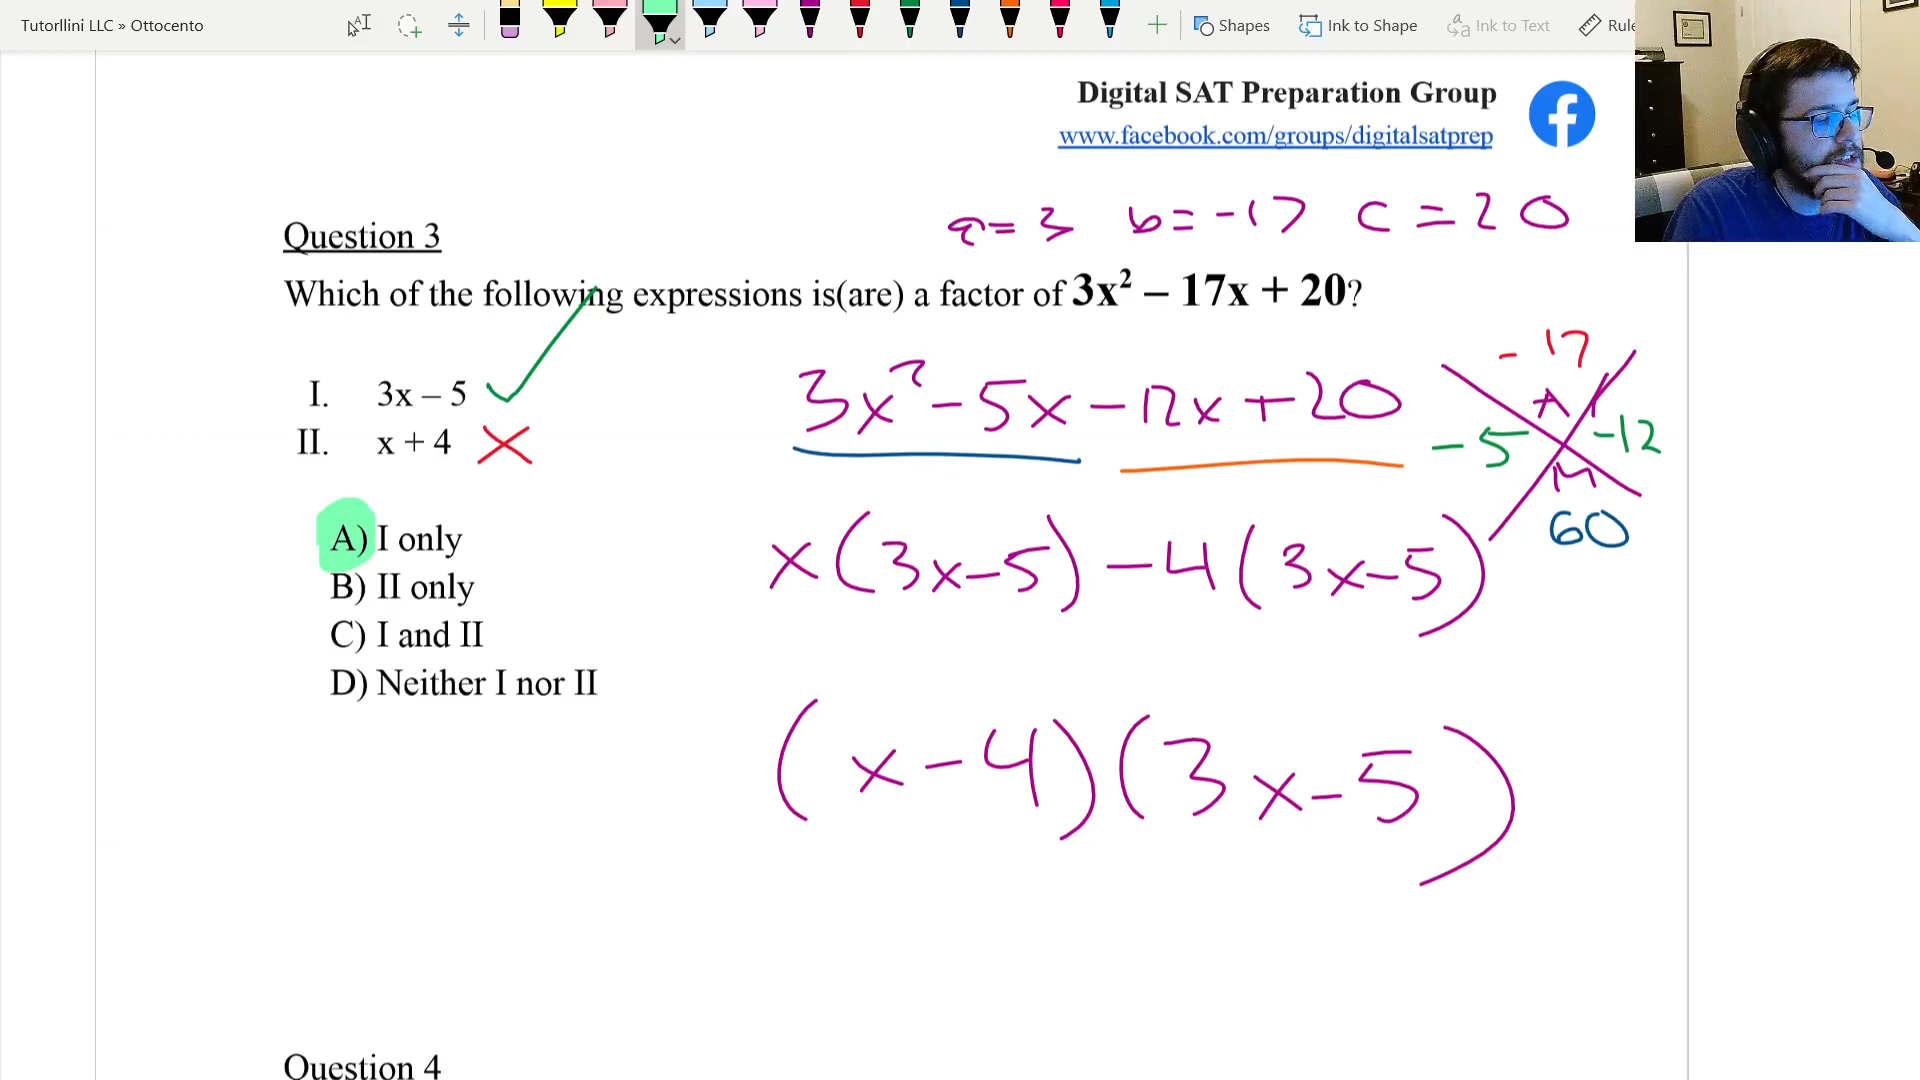 Tutorllini LLC » Ottocento
Shapes
Ink to Shape
Ink to Text
Digital SAT Preparation Group
www.facebook.com/groups/digitalsatprep
a = 3 b = -17 c = 20
Question 3
Which of the following expressions is(are) a factor of 3x² – 17x + 20?
I. 3x – 5
II. x + 4
A) I only
B) II only
C) I and II
D) Neither I nor II
3x² - 5x - 12x + 20
x(3x-5) - 4(3x-5)
(x-4)(3x-5)
- 17
A
- 5 -12
M
60
Question 4